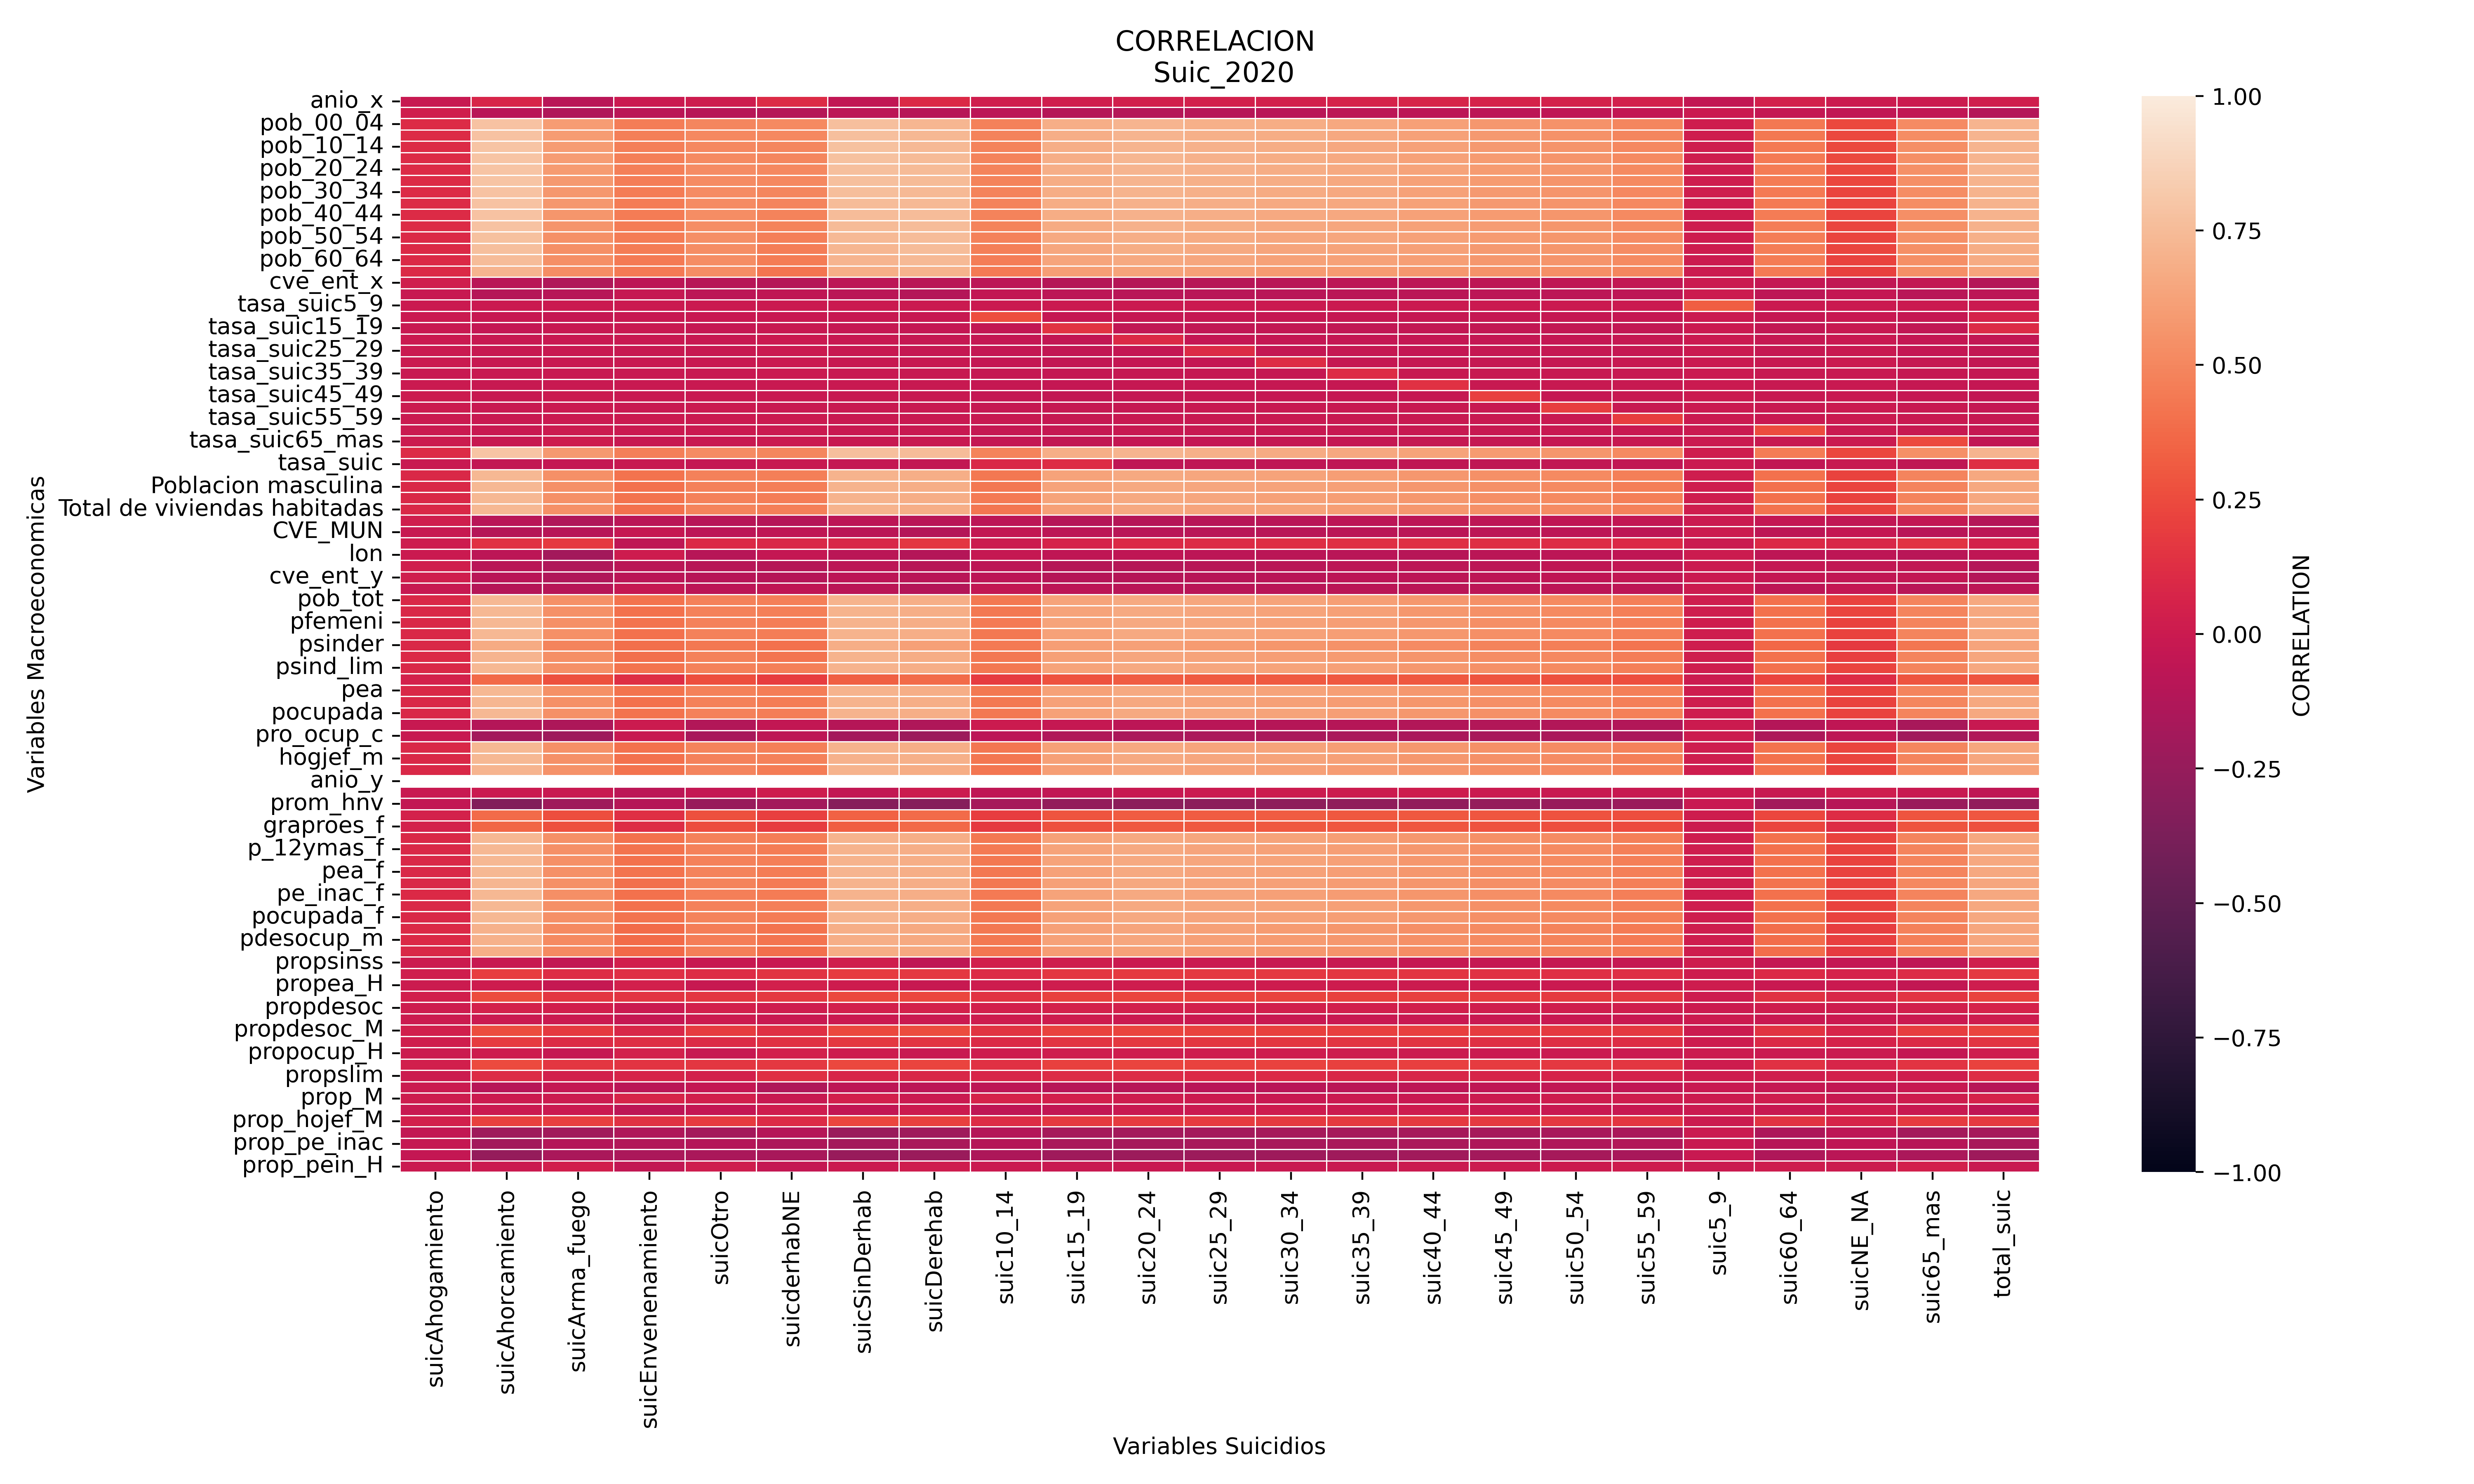 CORRELACION
Suic_2020
Variables Macroeconomicas
anio_x
pob_00_04
pob_10_14
pob_20_24
pob_30_34
pob_40_44
pob_50_54
pob_60_64
cve_ent_x
tasa_suic5_9
tasa_suic15_19
tasa_suic25_29
tasa_suic35_39
tasa_suic45_49
tasa_suic55_59
tasa_suic65_mas
tasa_suic
Poblacion masculina
Total de viviendas habitadas
CVE_MUN
lon
cve_ent_y
pob_tot
pfemeni
psinder
psind_lim
pea
pocupada
pro_ocup_c
hogjef_m
anio_y
prom_hnv
graproes_f
p_12ymas_f
pea_f
pe_inac_f
pocupada_f
pdesocup_m
propsinss
propea_H
propdesoc
propdesoc_M
propocup_H
propslim
prop_M
prop_hojef_M
prop_pe_inac
prop_pein_H
suicAhogamiento
suicAhorcamiento
suicArma_fuego
suicEnvenenamiento
suicOtro
suicderhabNE
suicSinDerhab
suicDerehab
suic10_14
suic15_19
suic20_24
suic25_29
suic30_34
suic35_39
suic40_44
suic45_49
suic50_54
suic55_59
suic5_9
suic60_64
suicNE_NA
suic65_mas
total_suic
Variables Suicidios
1.00
0.75
0.50
0.25
0.00
−0.25
−0.50
−0.75
−1.00
CORRELATION